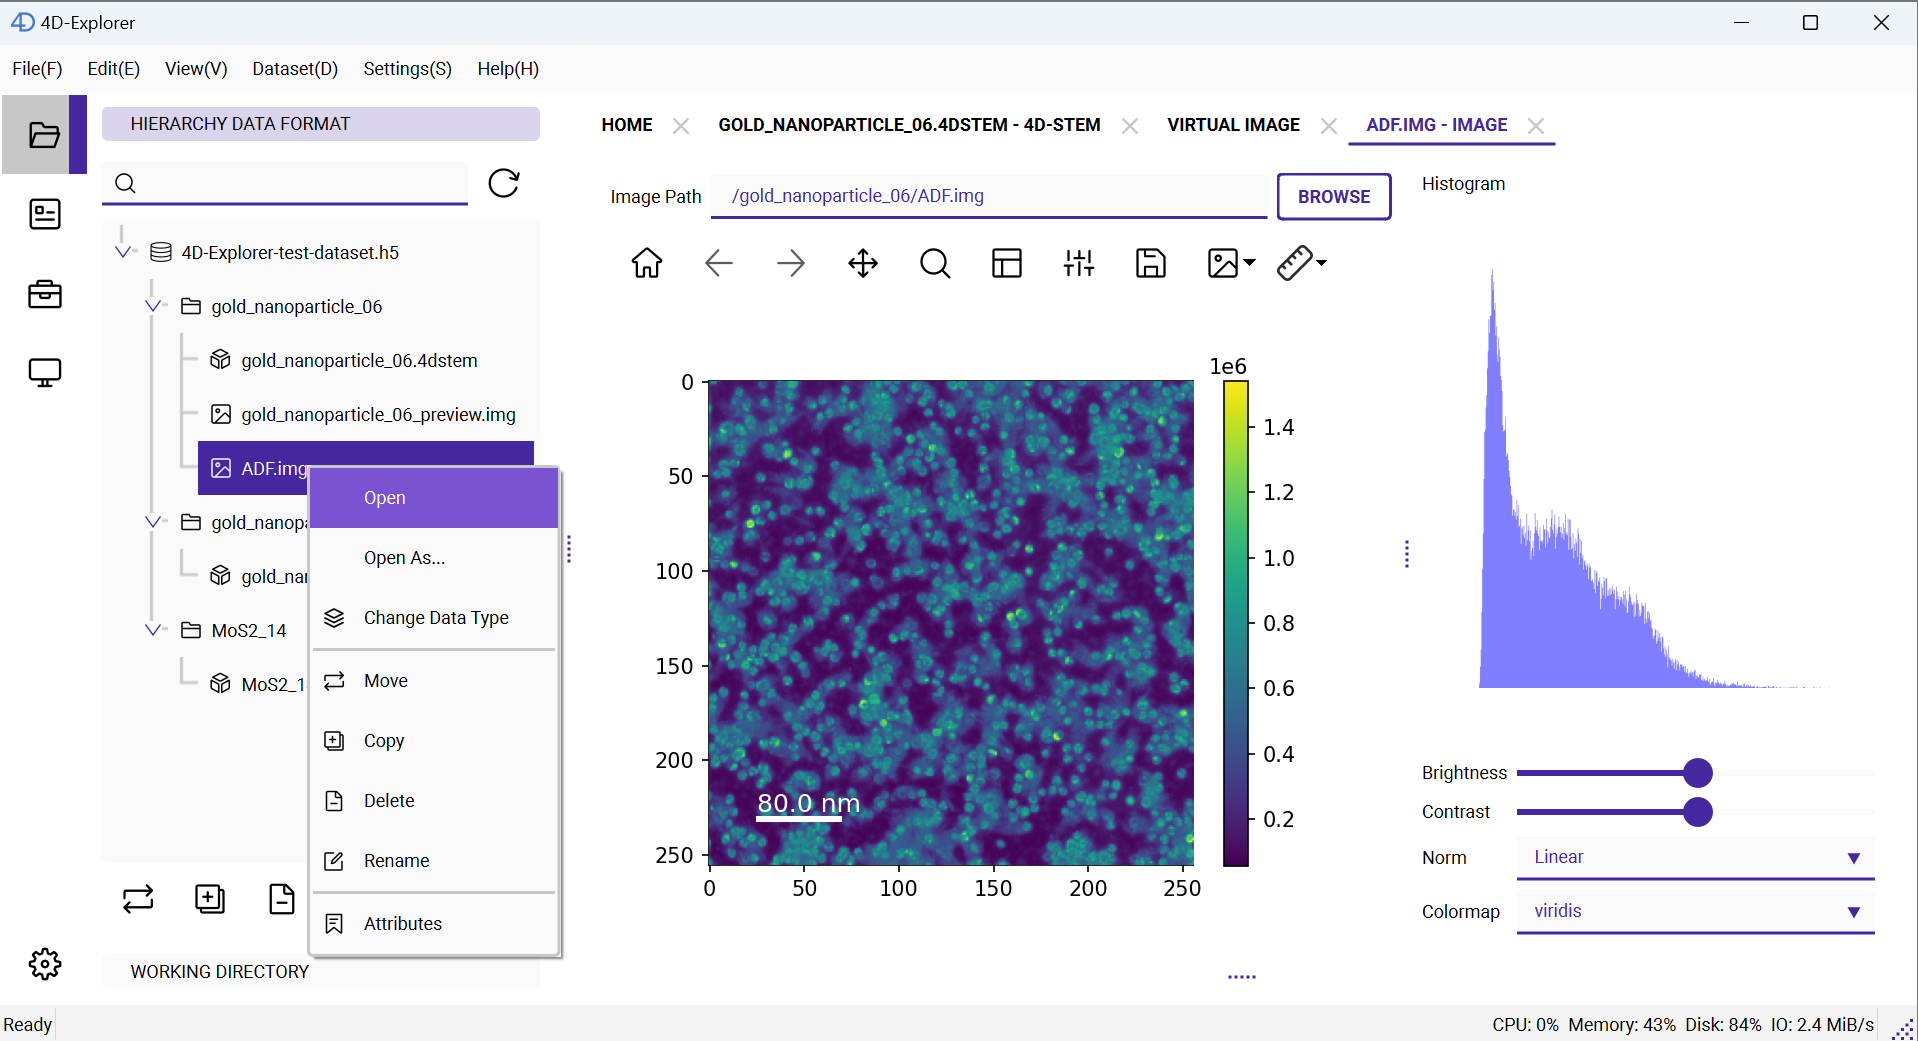 4D-Explorer
File(F) Edit(E) View(V) Dataset(D) Settings(S) Help(H)
HIERARCHY DATA FORMAT
4D-Explorer-test-dataset.h5
gold_nanoparticle_06
gold_nanoparticle_06.4dstem
gold_nanoparticle_06_preview.img
ADF.img
gold_nanopa
gold_nar
MoS2_14
MoS2_1
Open
Open As...
Change Data Type
Move
Copy
Delete
Rename
Attributes
WORKING DIRECTORY
HOME GOLD_NANOPARTICLE_06.4DSTEM - 4D-STEM VIRTUAL IMAGE ADF.IMG - IMAGE
Image Path /gold_nanoparticle_06/ADF.img BROWSE
1e6
0
50
100
150
200
250
0 50 100 150 200 250
80.0 nm
1.4
1.2
1.0
0.8
0.6
0.4
0.2
Histogram
Brightness
Contrast
Norm Linear
Colormap viridis
Ready
CPU: 0% Memory: 43% Disk: 84% IO: 2.4 MiB/s